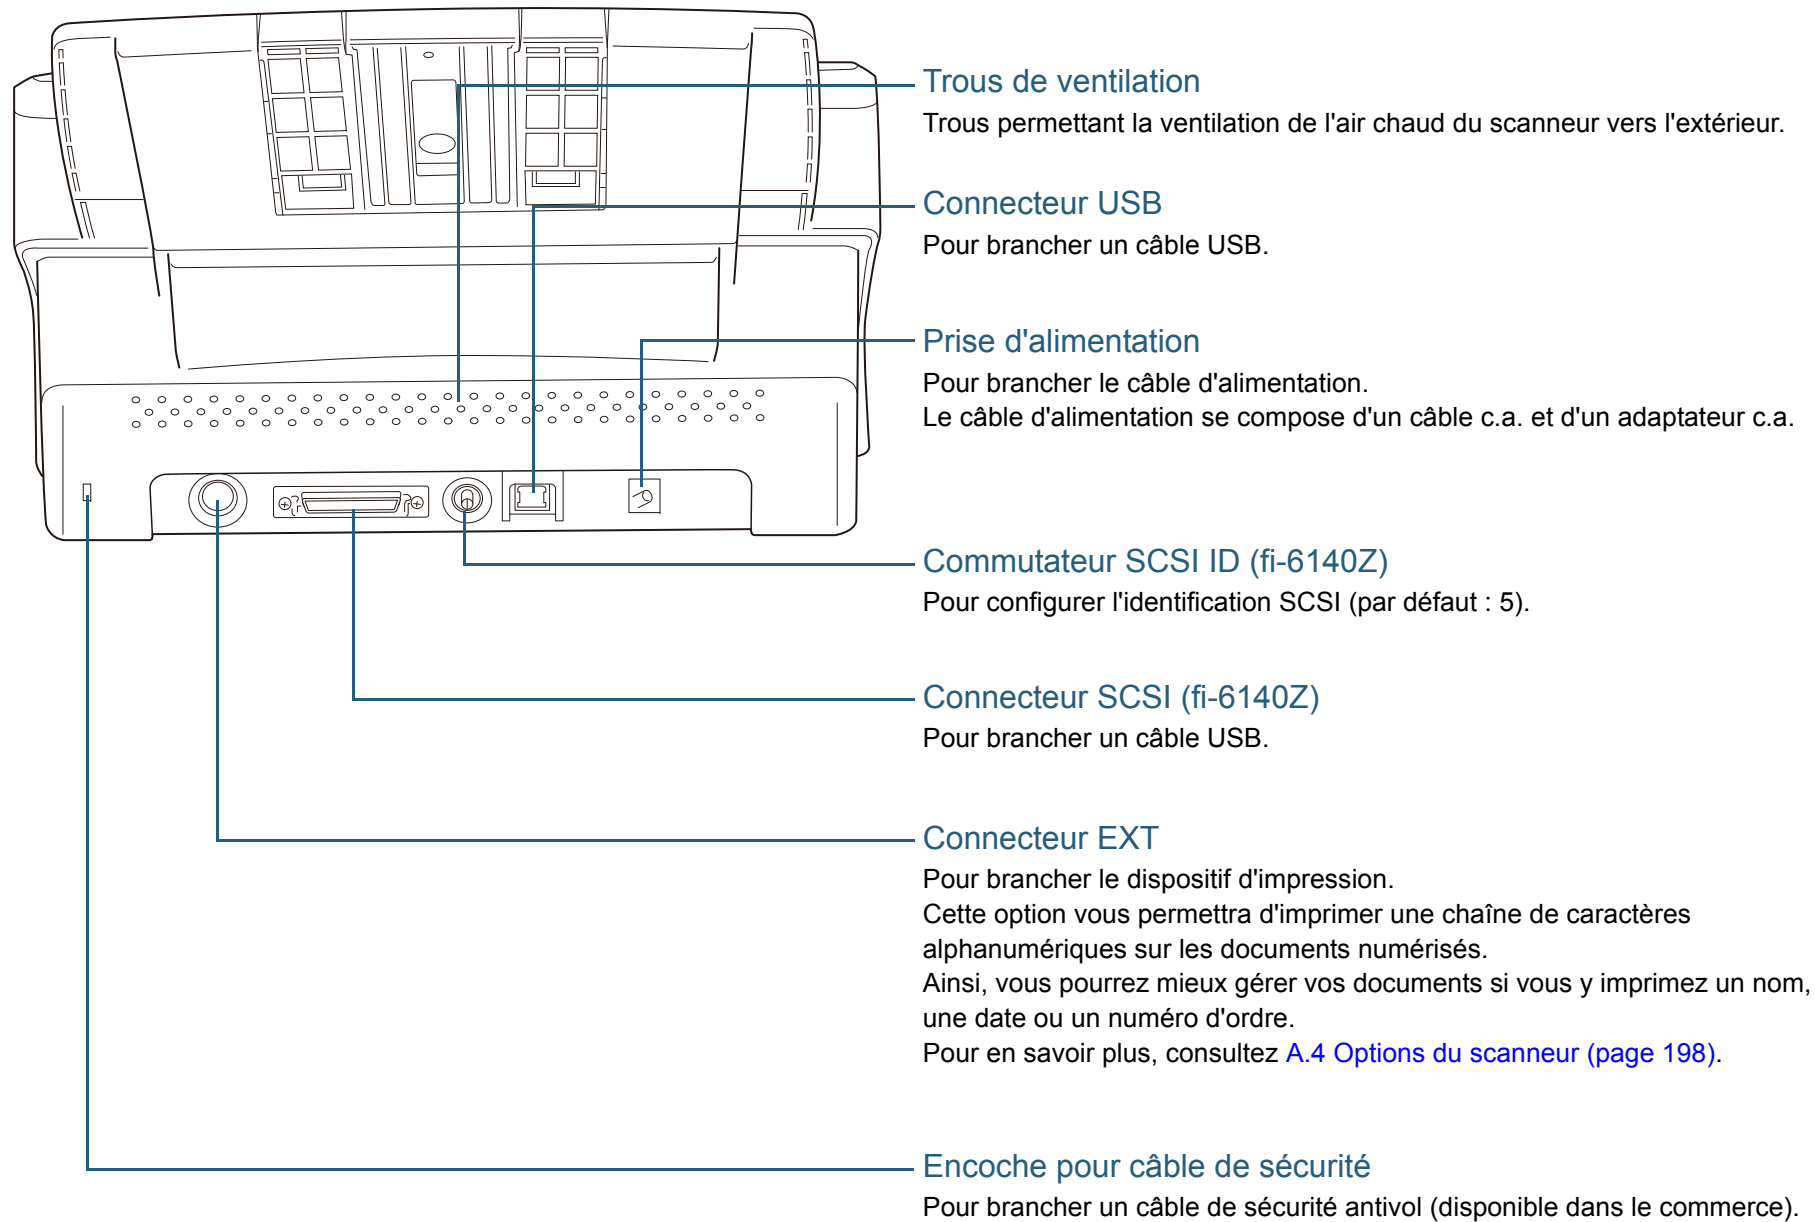 Trous de ventilation
Trous permettant la ventilation de l'air chaud du scanneur vers l'extérieur.
Connecteur USB
Pour brancher un câble USB.
Prise d'alimentation
Pour brancher le câble d'alimentation.
Le câble d'alimentation se compose d'un câble c.a. et d'un adaptateur c.a.
Commutateur SCSI ID (fi-6140Z)
Pour configurer l'identification SCSI (par défaut : 5).
Connecteur SCSI (fi-6140Z)
Pour brancher un câble USB.
Connecteur EXT
Pour brancher le dispositif d'impression.
Cette option vous permettra d'imprimer une chaîne de caractères
alphanumériques sur les documents numérisés.
Ainsi, vous pourrez mieux gérer vos documents si vous y imprimez un nom,
une date ou un numéro d'ordre.
Pour en savoir plus, consultez A.4 Options du scanneur (page 198).
Encoche pour câble de sécurité
Pour brancher un câble de sécurité antivol (disponible dans le commerce).